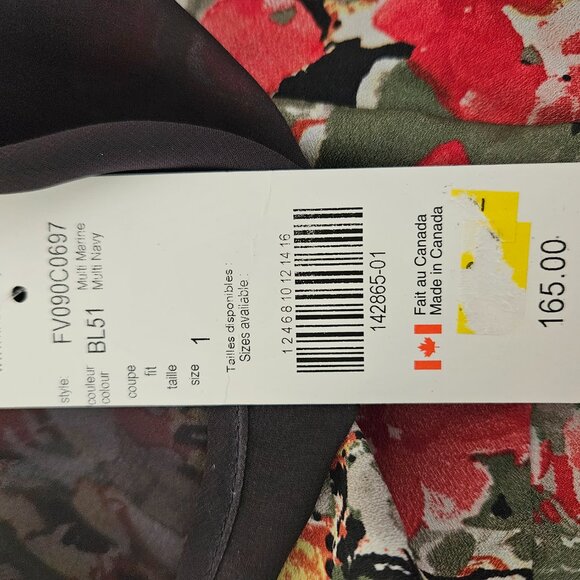 style: FV090C0697
couleur BL51 Multi Marine
colour Multi Navy
coupe
fit
taille
size 1
Tailles disponibles :
Sizes available :
1 2 4 6 8 10 12 14 16
142865-01
Fait au Canada
Made in Canada
165.00